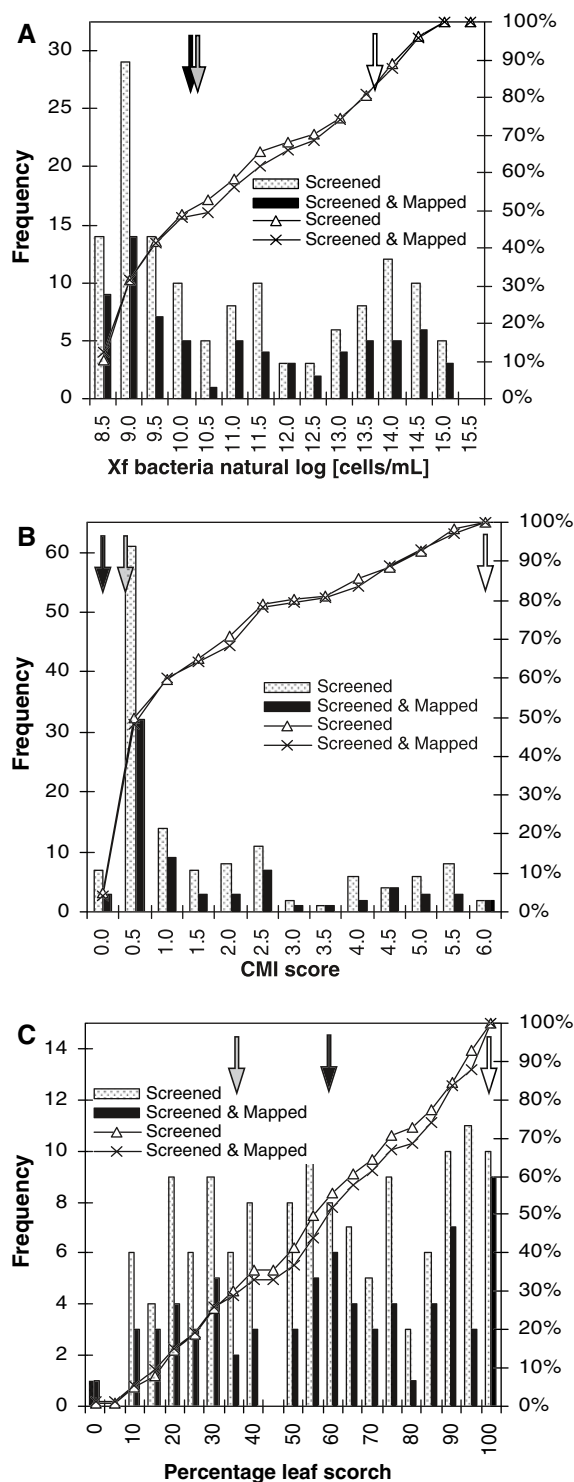 A
Frequency
30
25
20
15
10
5
0
100%
90%
80%
70%
60%
50%
40%
30%
20%
10%
0%
Screened
Screened & Mapped
Screened
Screened & Mapped
8.5 9.0 9.5 10.0 10.5 11.0 11.5 12.0 12.5 13.0 13.5 14.0 14.5 15.0 15.5
Xf bacteria natural log [cells/mL]
B
Frequency
60
50
40
30
20
10
0
100%
90%
80%
70%
60%
50%
40%
30%
20%
10%
0%
Screened
Screened & Mapped
Screened
Screened & Mapped
0.0 0.5 1.0 1.5 2.0 2.5 3.0 3.5 4.0 4.5 5.0 5.5 6.0
CMI score
C
Frequency
14
12
10
8
6
4
2
0
100%
90%
80%
70%
60%
50%
40%
30%
20%
10%
0%
Screened
Screened & Mapped
Screened
Screened & Mapped
0 10 20 30 40 50 60 70 80 90 100
Percentage leaf scorch